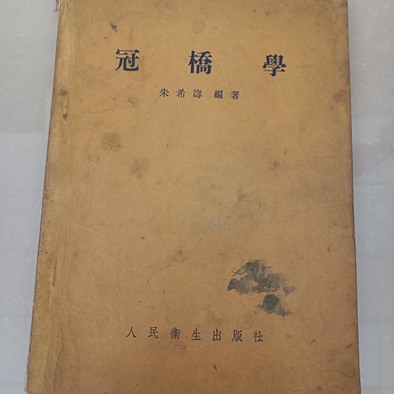 冠橋學
朱希濤 編著
人民衛生出版社